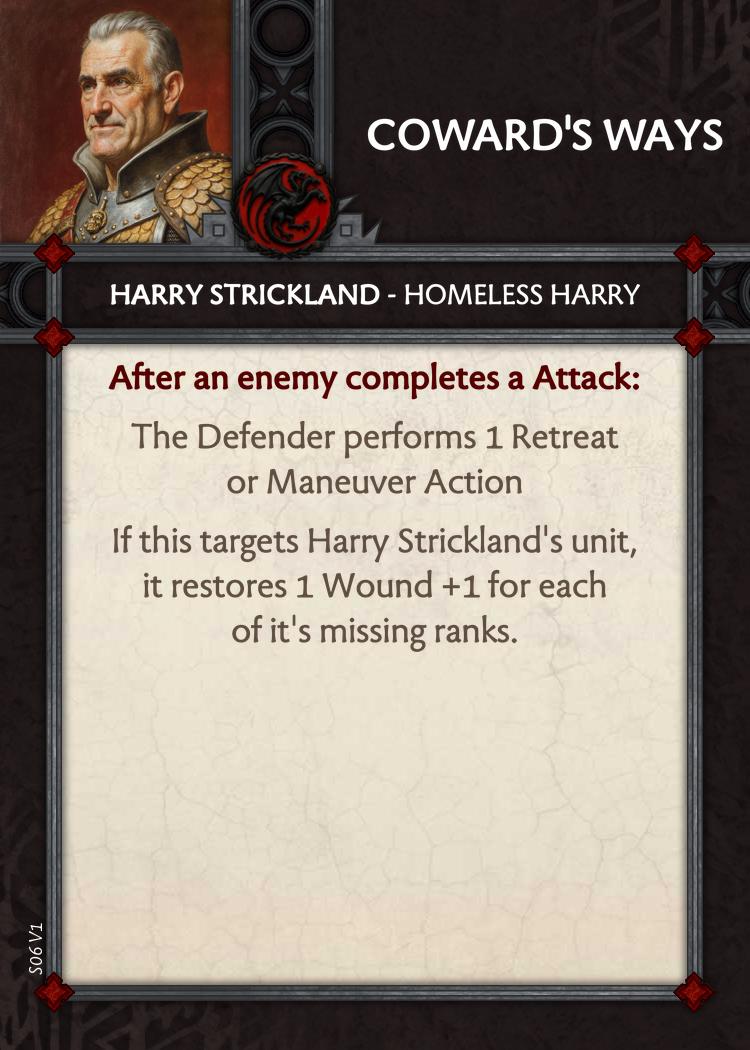 COWARD'S WAYS
HARRY STRICKLAND - HOMELESS HARRY
After an enemy completes a Attack:
The Defender performs 1 Retreat
or Maneuver Action
If this targets Harry Strickland's unit,
it restores 1 Wound +1 for each
of it's missing ranks.
S06 V1